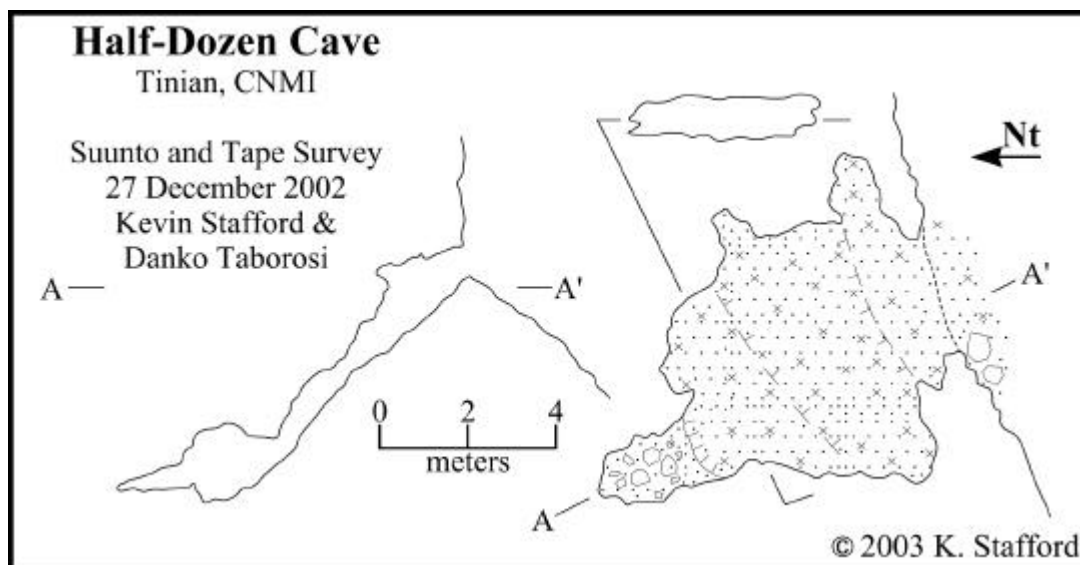 Half-Dozen Cave
Tinian, CNMI
Suunto and Tape Survey
27 December 2002
Kevin Stafford &
Danko Taborosi
A
A'
0 2 4
meters
Nt
A'
A
© 2003 K. Stafford